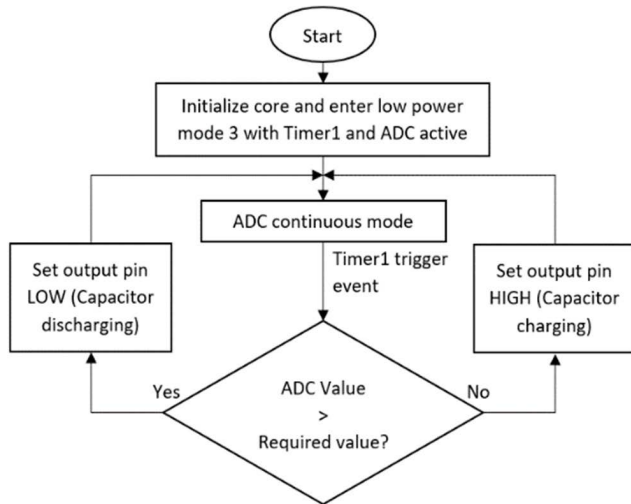 Start
Initialize core and enter low power
mode 3 with Timer1 and ADC active
ADC continuous mode
Timer1 trigger
event
Set output pin
LOW (Capacitor
discharging)
Set output pin
HIGH (Capacitor
charging)
Yes
ADC Value
>
Required value?
No